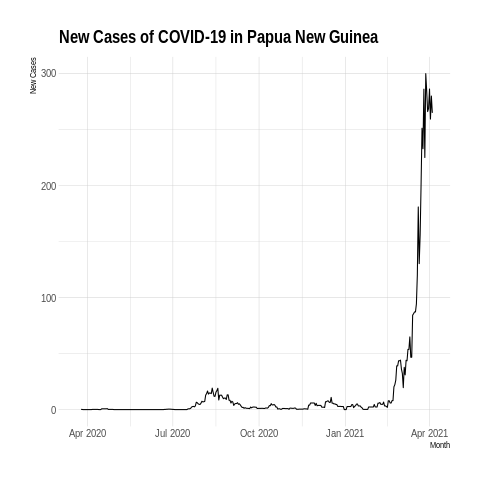 New Cases of COVID-19 in Papua New Guinea
New Cases
300
200
100
0
Apr 2020 Jul 2020 Oct 2020 Jan 2021 Apr 2021
Month